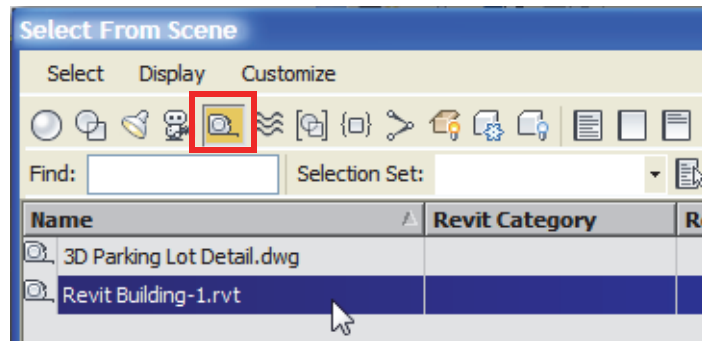 Select From Scene
Select Display Customize
Find: Selection Set:
Name Revit Category R
3D Parking Lot Detail.dwg
Revit Building-1.rvt